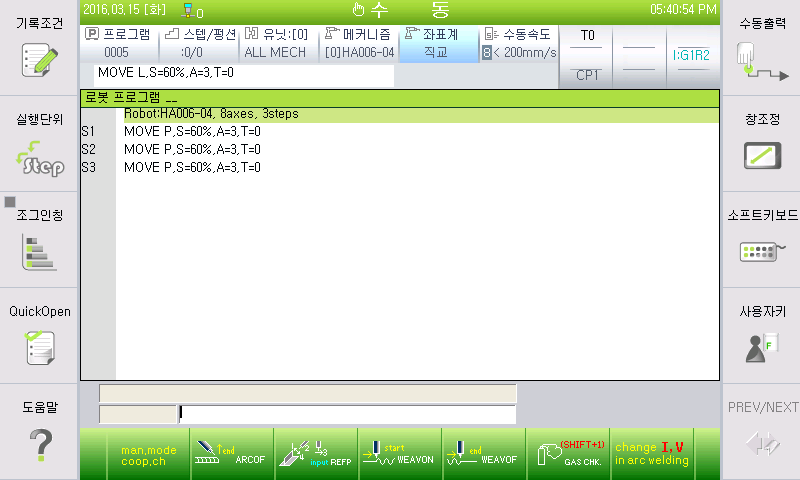 2016.03.15 [화]
0
수 동
05:40:54 PM
기록조건
P 프로그램
0005
스텝/펑션
:0/0
유닛:[0]
ALL MECH
메커니즘
[0]HA006-04
좌표계
직교
수동속도
8< 200mm/s
T0
CP1
I:G1R2
수동출력
MOVE L,S=60%,A=3,T=0
로봇 프로그램 __
Robot:HA006-04, 8axes, 3steps
S1 MOVE P,S=60%,A=3,T=0
S2 MOVE P,S=60%,A=3,T=0
S3 MOVE P,S=60%,A=3,T=0
실행단위
Step
조그인칭
QuickOpen
도움말
창조정
소프트키보드
사용자키
F
PREV/NEXT
man,mode
coop,ch
end
ARCOF
input REFP
start
WEAVON
end
WEAVOF
(SHIFT+1)
GAS CHK.
change I,V
in arc welding